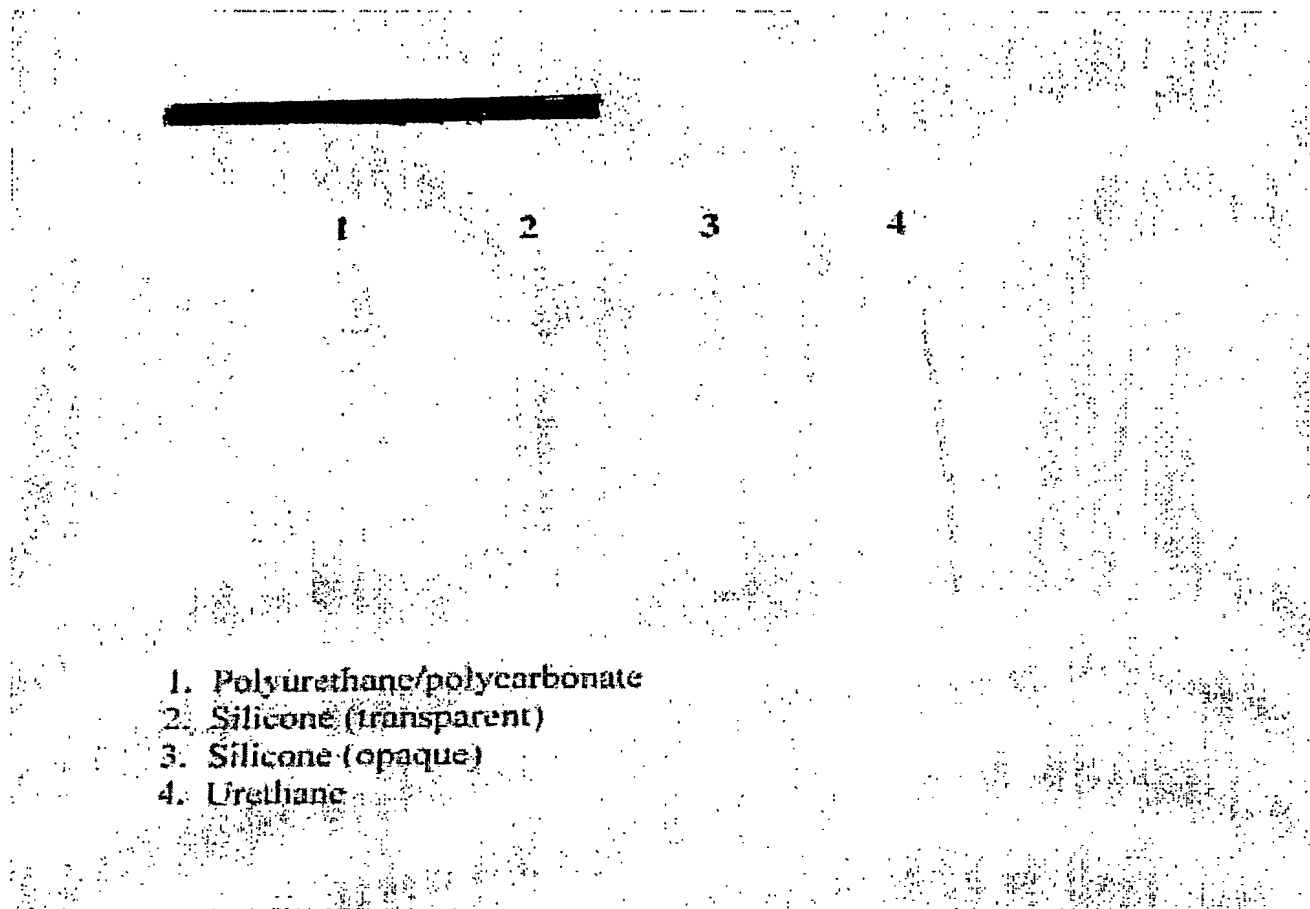 1 2 3 4
1. Polyurethane/polycarbonate
2. Silicone (transparent)
3. Silicone (opaque)
4. Urethane